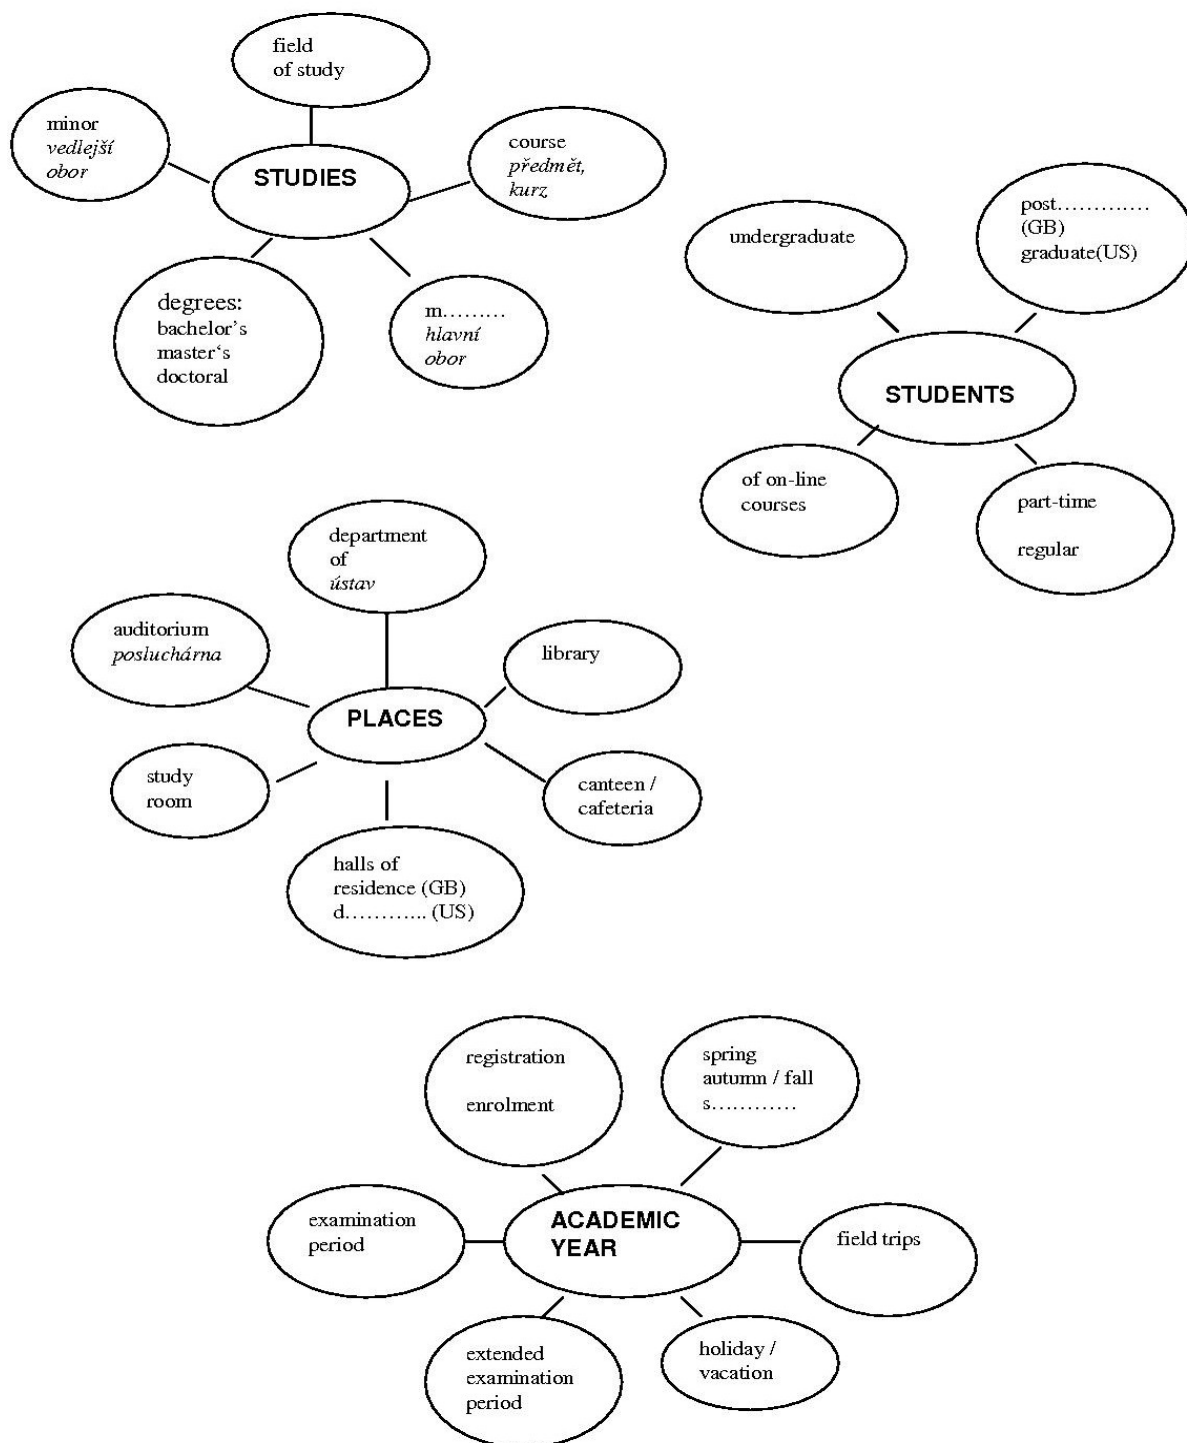 field
of study
minor
vedlejší
obor
STUDIES
course
předmět,
kurz
degrees:
bachelor's
master‘s
doctoral
m………
hlavní
obor
undergraduate
post…………
(GB)
graduate(US)
STUDENTS
of on-line
courses
part-time
regular
department
of
ústav
auditorium
posluchárna
library
PLACES
study
room
canteen /
cafeteria
halls of
residence (GB)
d………... (US)
registration
enrolment
spring
autumn / fall
s…………
examination
period
ACADEMIC
YEAR
field trips
extended
examination
period
holiday /
vacation